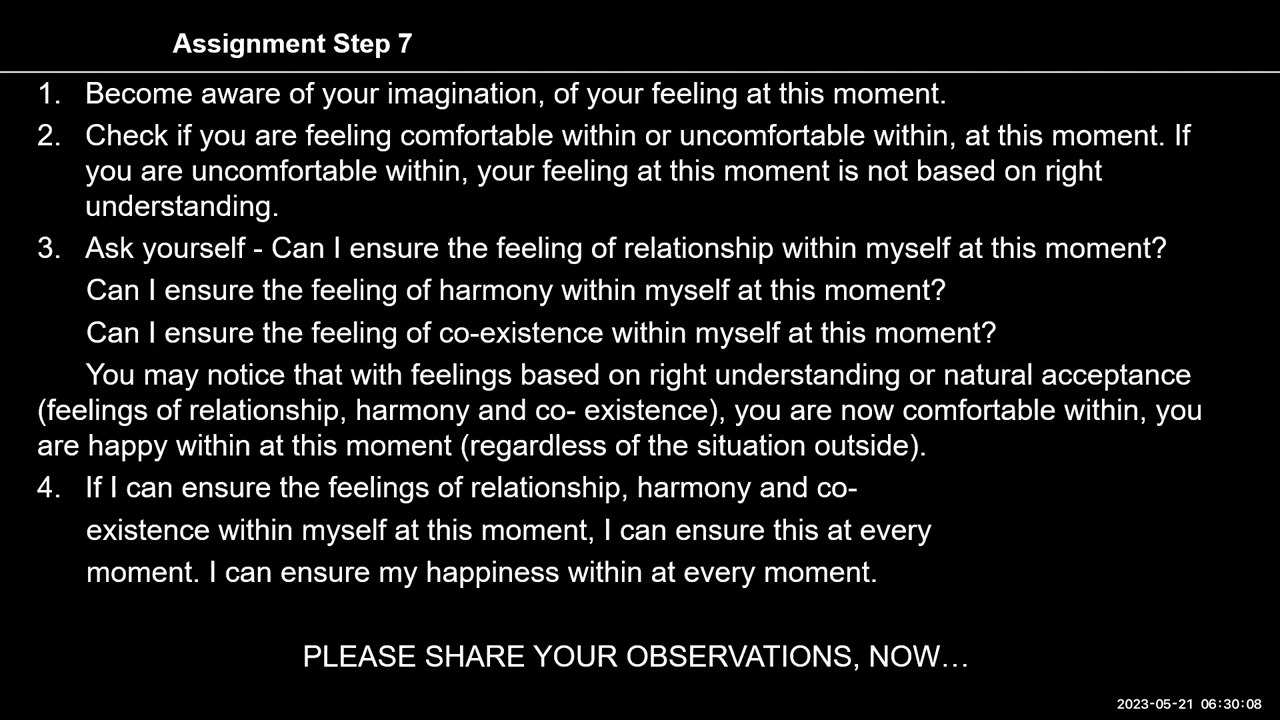 Assignment Step 7
1. Become aware of your imagination, of your feeling at this moment.
2. Check if you are feeling comfortable within or uncomfortable within, at this moment. If
you are uncomfortable within, your feeling at this moment is not based on right
understanding.
3. Ask yourself - Can I ensure the feeling of relationship within myself at this moment?
Can I ensure the feeling of harmony within myself at this moment?
Can I ensure the feeling of co-existence within myself at this moment?
You may notice that with feelings based on right understanding or natural acceptance
(feelings of relationship, harmony and co- existence), you are now comfortable within, you
are happy within at this moment (regardless of the situation outside).
4. If I can ensure the feelings of relationship, harmony and co-
existence within myself at this moment, I can ensure this at every
moment. I can ensure my happiness within at every moment.
PLEASE SHARE YOUR OBSERVATIONS, NOW…
2023-05-21 06:30:08